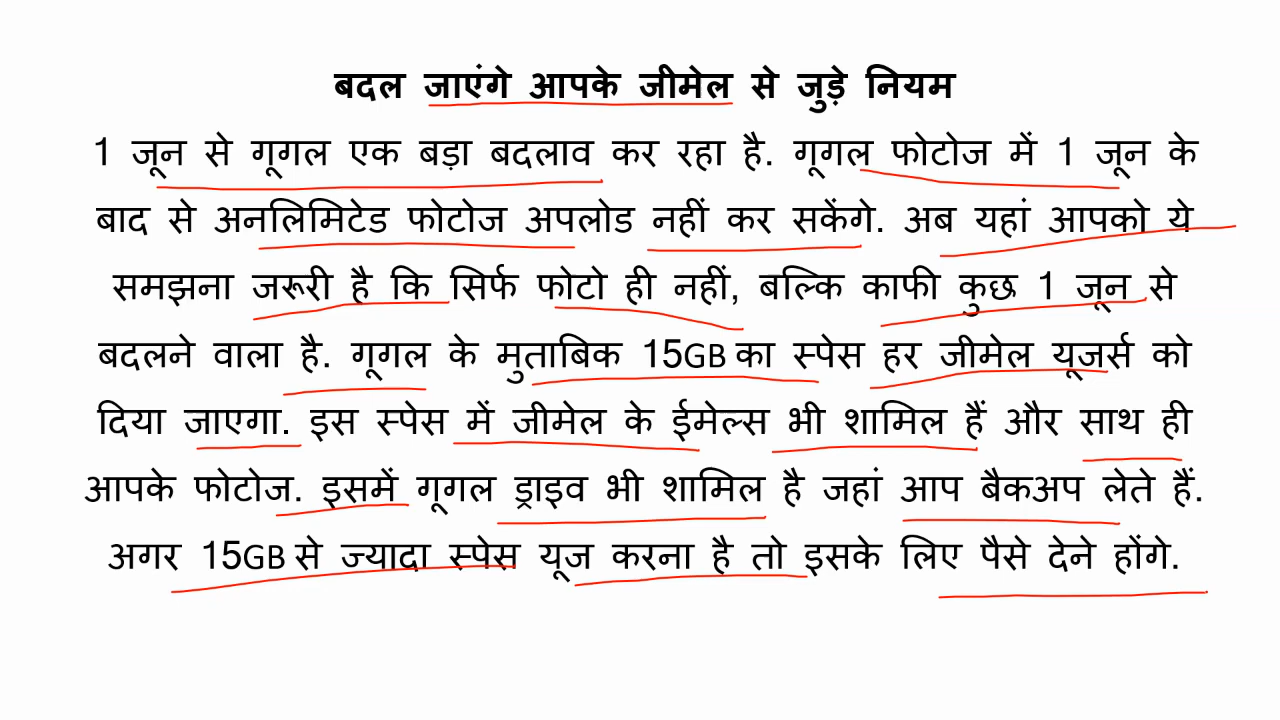 बदल जाएंगे आपके जीमेल से जुड़े नियम
1 जून से गूगल एक बड़ा बदलाव कर रहा है. गूगल फोटोज में 1 जून के
बाद से अनलिमिटेड फोटोज अपलोड नहीं कर सकेंगे. अब यहां आपको ये
समझना जरूरी है कि सिर्फ फोटो ही नहीं, बल्कि काफी कुछ 1 जून से
बदलने वाला है. गूगल के मुताबिक 15GB का स्पेस हर जीमेल यूजर्स को
दिया जाएगा. इस स्पेस में जीमेल के ईमेल्स भी शामिल हैं और साथ ही
आपके फोटोज. इसमें गूगल ड्राइव भी शामिल है जहां आप बैकअप लेते हैं.
अगर 15GB से ज्यादा स्पेस यूज करना है तो इसके लिए पैसे देने होंगे.